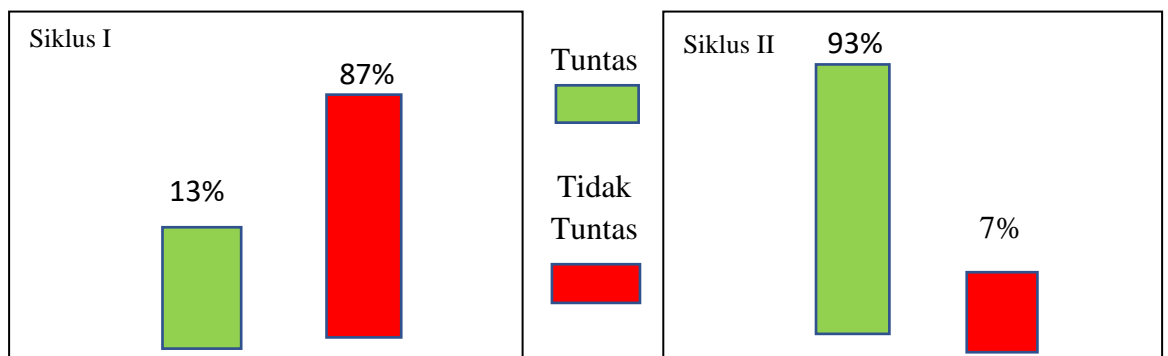 Siklus I
87%
13%
Tuntas
Tidak
Tuntas
Siklus II
93%
7%